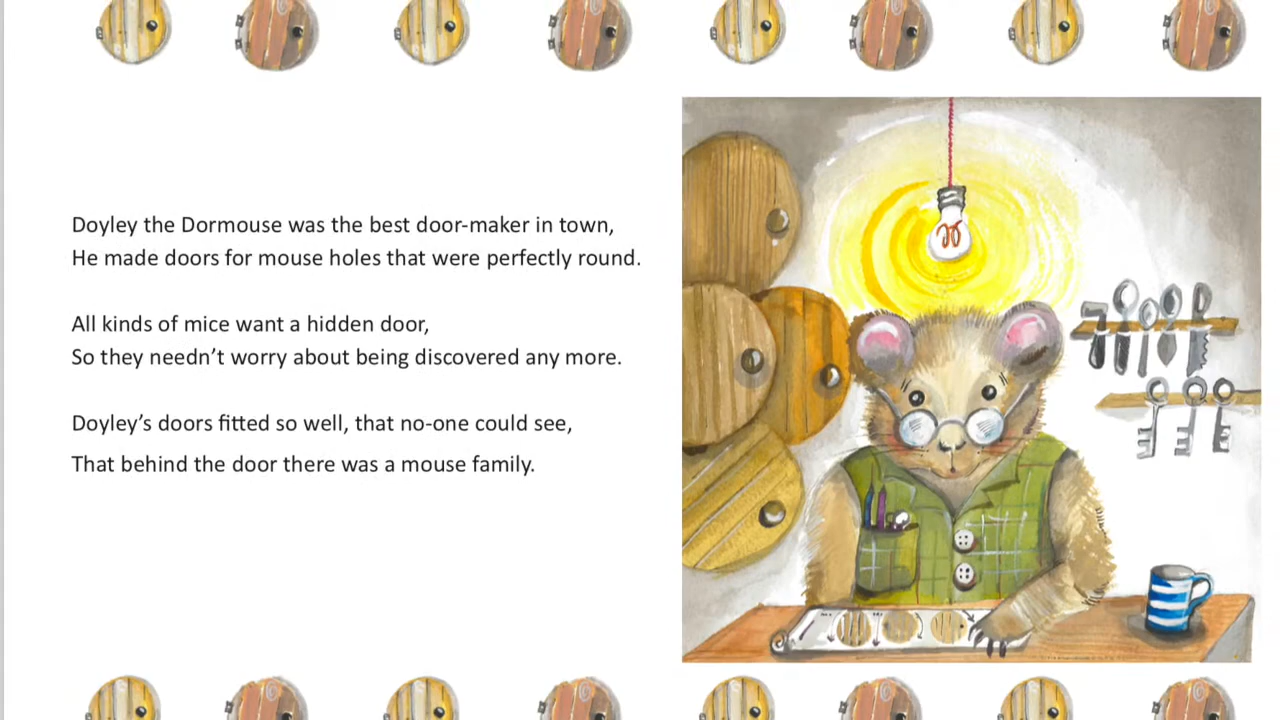 Doyley the Dormouse was the best door-maker in town,
He made doors for mouse holes that were perfectly round.
All kinds of mice want a hidden door,
So they needn’t worry about being discovered any more.
Doyley’s doors fitted so well, that no-one could see,
That behind the door there was a mouse family.